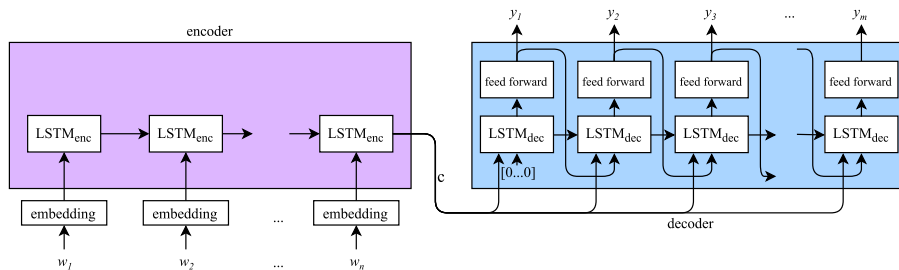 encoder
y1 y2 y3 ... ym
feed forward feed forward feed forward feed forward
LSTMenc LSTMenc LSTMenc LSTMdec LSTMdec LSTMdec LSTMdec
[0...0]
c
embedding embedding ... embedding
decoder
w1 w2 ... wn